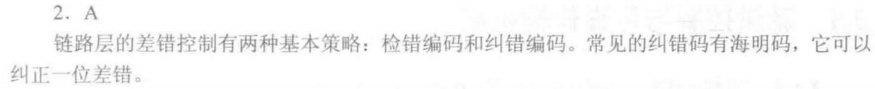 2．A
链路层的差错控制有两种基本策略：检错编码和纠错编码。常见的纠错码有海明码，它可以
纠正一位差错。